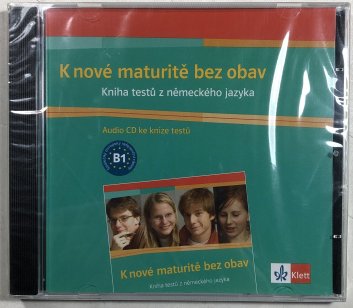 K nové maturitě bez obav
Kniha testů z německého jazyka
Audio CD ke knize testů
B1
K nové maturitě bez obav
Kniha testů z německého jazyka
Klett